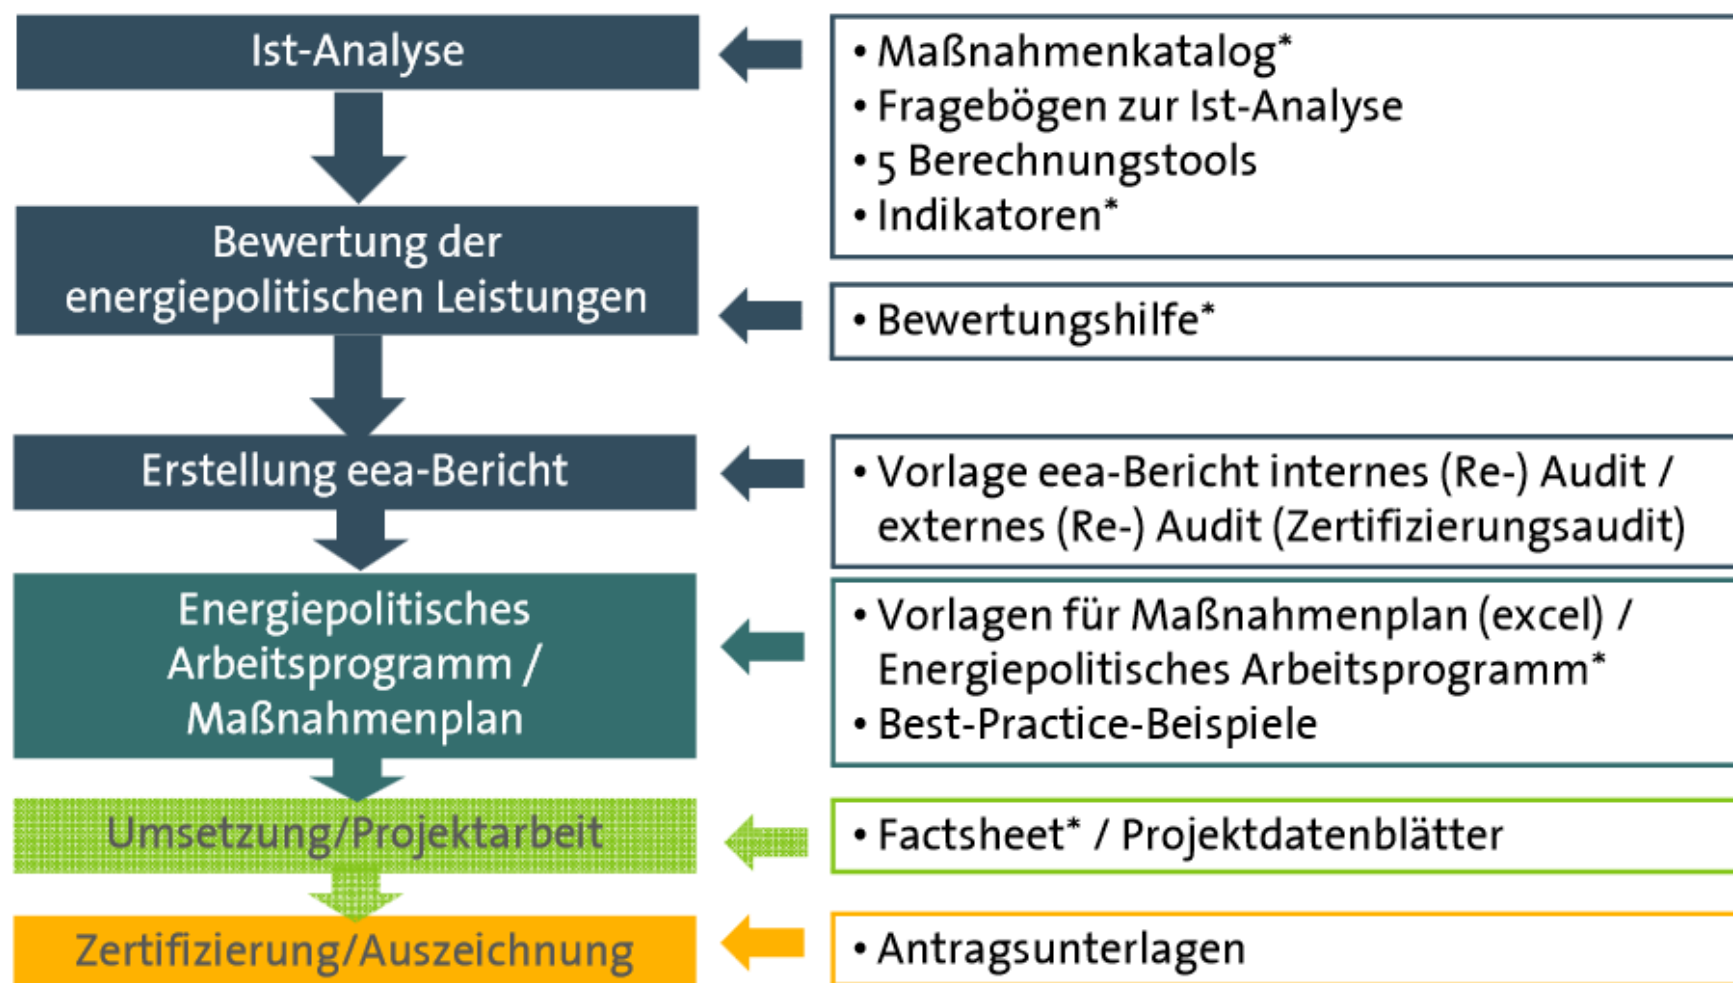 Ist-Analyse
• Maßnahmenkatalog*
• Fragebögen zur Ist-Analyse
• 5 Berechnungstools
• Indikatoren*
Bewertung der
energiepolitischen Leistungen
• Bewertungshilfe*
Erstellung eea-Bericht
• Vorlage eea-Bericht internes (Re-) Audit /
externes (Re-) Audit (Zertifizierungsaudit)
Energiepolitisches
Arbeitsprogramm /
Maßnahmenplan
• Vorlagen für Maßnahmenplan (excel) /
Energiepolitisches Arbeitsprogramm*
• Best-Practice-Beispiele
Umsetzung/Projektarbeit
• Factsheet* / Projektdatenblätter
Zertifizierung/Auszeichnung
• Antragsunterlagen